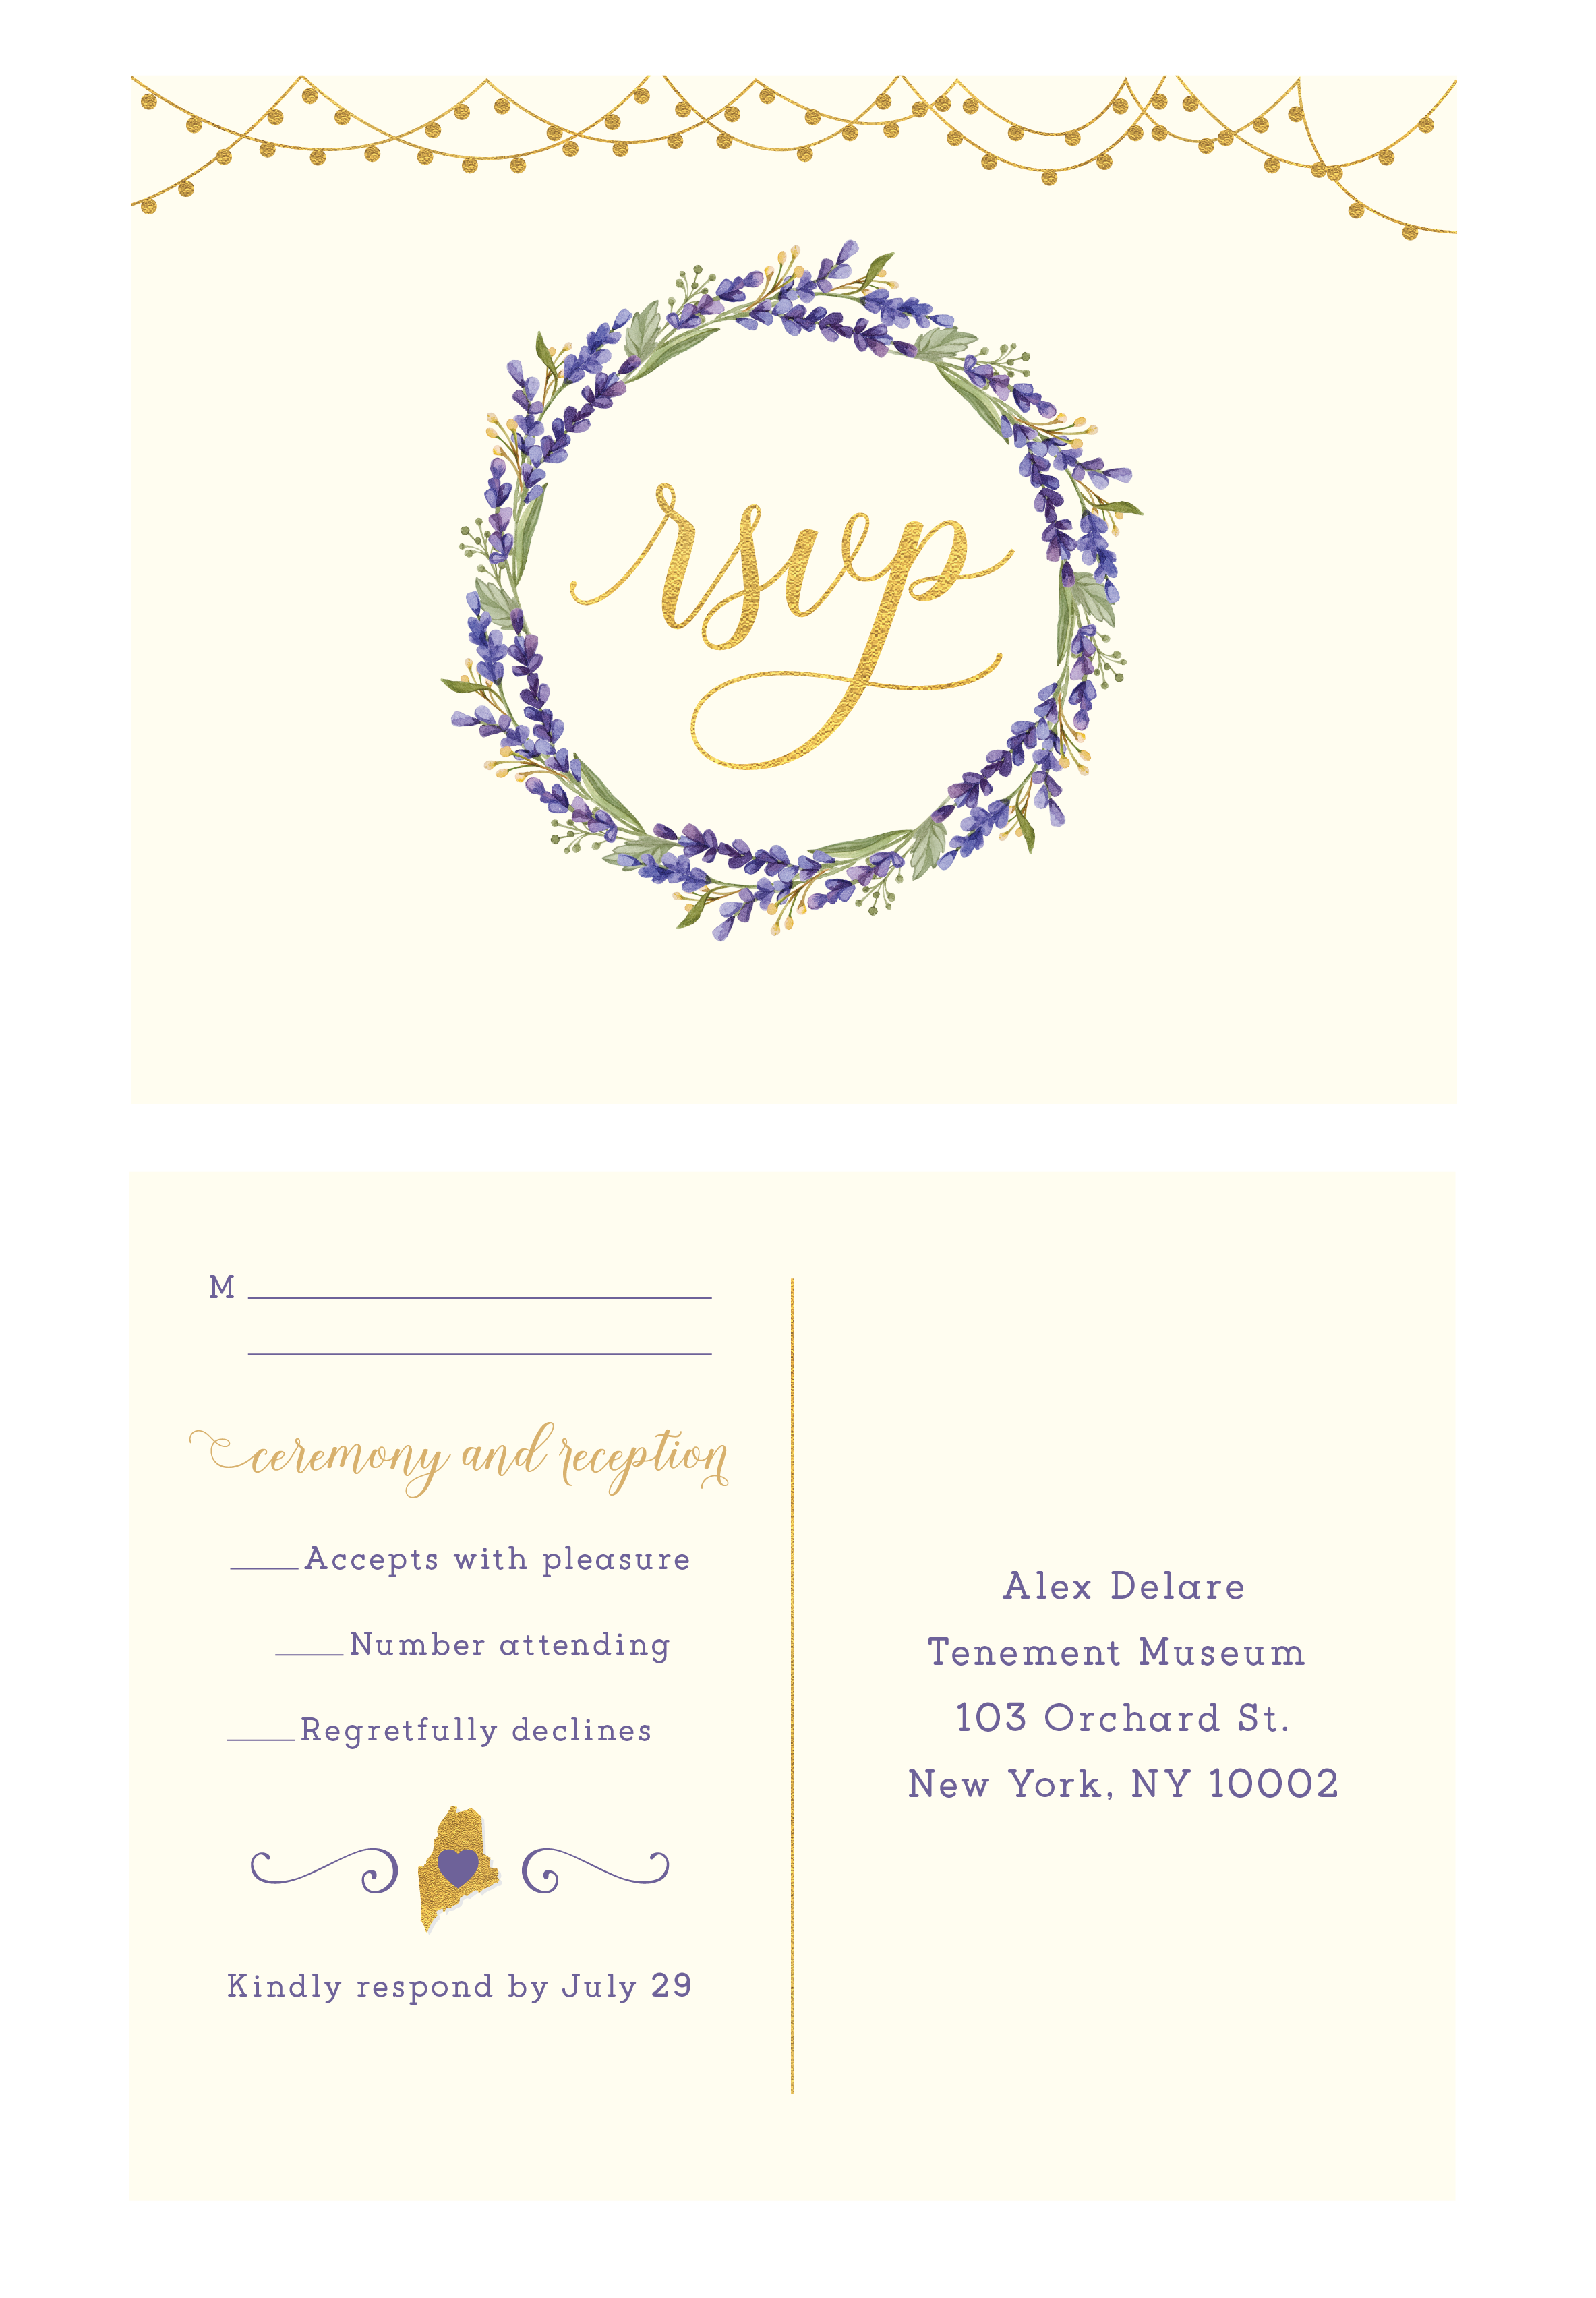 rsvp
M
ceremony and reception
Accepts with pleasure
Number attending
Regretfully declines
Kindly respond by July 29
Alex Delare
Tenement Museum
103 Orchard St.
New York, NY 10002